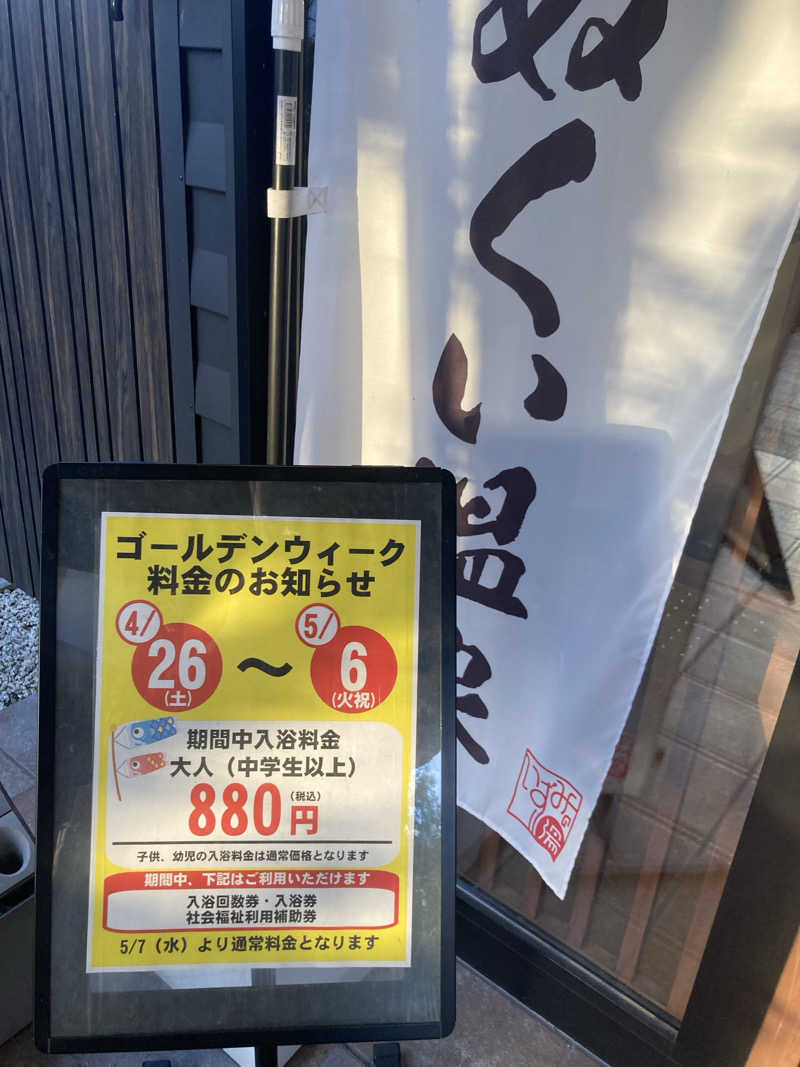 ぬくい温泉
いずみの湯
ゴールデンウィーク
料金のお知らせ
4/26(土)～5/6(火祝)
期間中入浴料金
大人（中学生以上）
880円(税込)
子供、幼児の入浴料金は通常価格となります
期間中、下記はご利用いただけます
入浴回数券・入浴券
社会福祉利用補助券
5/7（水）より通常料金となります